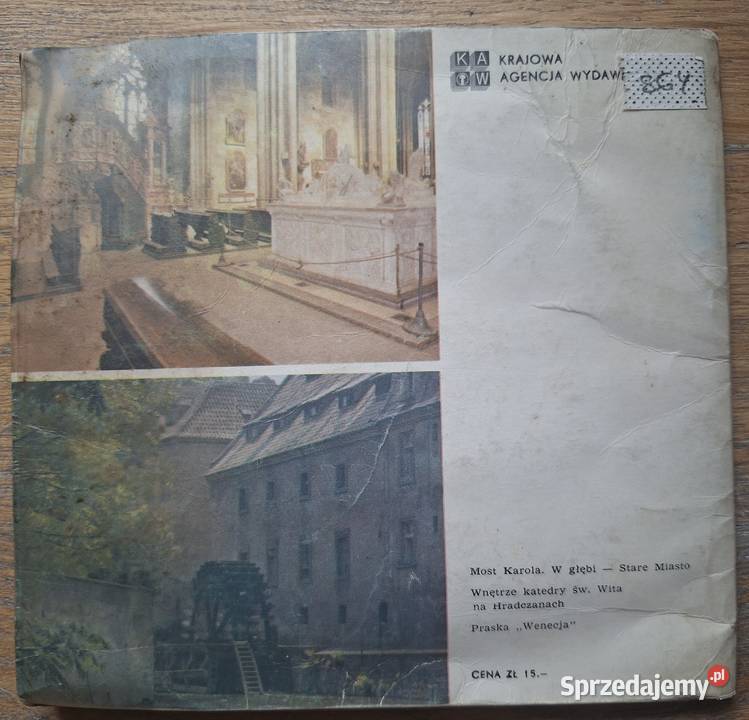 KA
AW
KRAJOWA
AGENCJA WYDAW
Most Karola. W głębi — Stare Miasto
Wnętrze katedry św. Wita
na Hradczanach
Praska „Wenecja"
CENA ZŁ 15.—
Sprzedajemy.pl